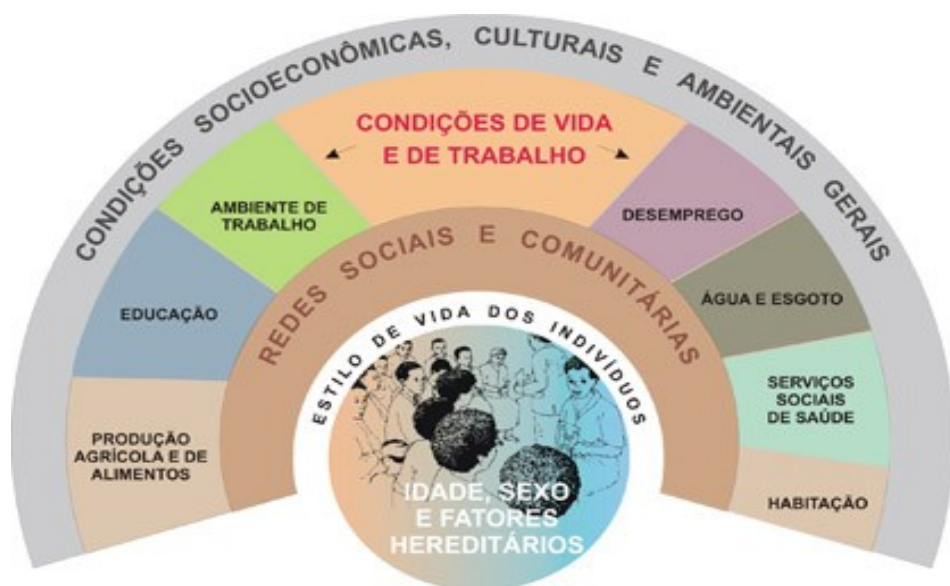 CONDIÇÕES SOCIOECONÔMICAS, CULTURAIS E AMBIENTAIS GERAIS
CONDIÇÕES DE VIDA
E DE TRABALHO
AMBIENTE DE
TRABALHO
DESEMPREGO
EDUCAÇÃO
ÁGUA E ESGOTO
PRODUÇÃO
AGRÍCOLA E DE
ALIMENTOS
SERVIÇOS
SOCIAIS
DE SAÚDE
HABITAÇÃO
REDES SOCIAIS E COMUNITÁRIAS
ESTILO DE VIDA DOS INDIVÍDUOS
IDADE, SEXO
E FATORES
HEREDITÁRIOS